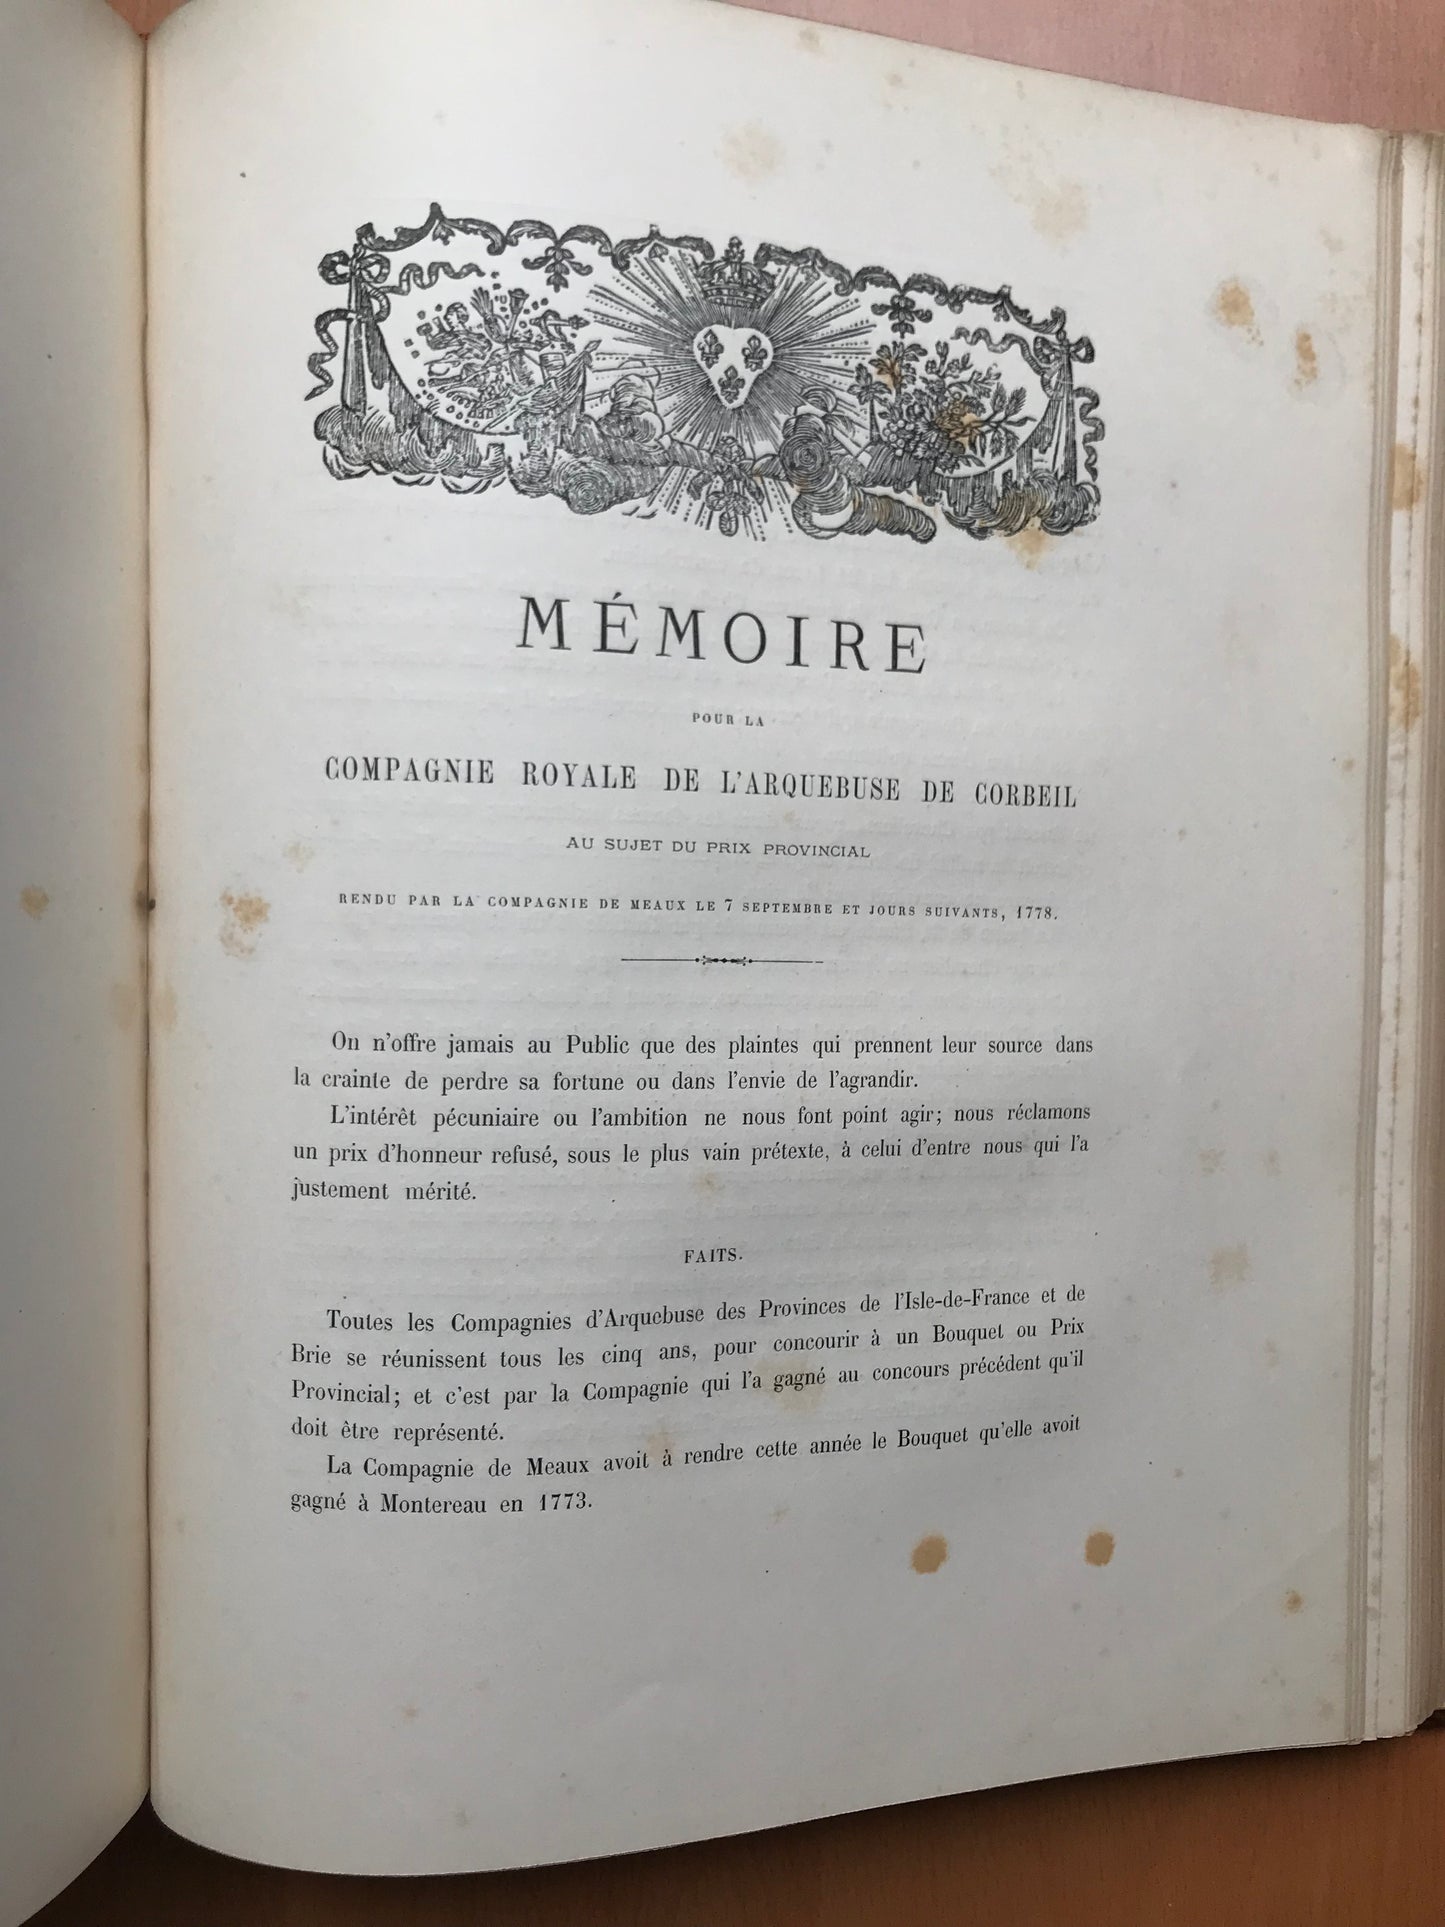 MÉMOIRE
POUR LA
COMPAGNIE ROYALE DE L'ARQUEBUSE DE CORBEIL
AU SUJET DU PRIX PROVINCIAL
RENDU PAR LA COMPAGNIE DE MEAUX LE 7 SEPTEMBRE ET JOURS SUIVANTS, 1778.
On n'offre jamais au Public que des plaintes qui prennent leur source dans
la crainte de perdre sa fortune ou dans l'envie de l'agrandir.
L'intérêt pécuniaire ou l'ambition ne nous font point agir; nous réclamons
un prix d'honneur refusé, sous le plus vain prétexte, à celui d'entre nous qui l'a
justement mérité.
FAITS.
Toutes les Compagnies d'Arquebuse des Provinces de l'Isle-de-France et de
Brie se réunissent tous les cinq ans, pour concourir à un Bouquet ou Prix
Provincial; et c'est par la Compagnie qui l'a gagné au concours précédent qu'il
doit être représenté.
La Compagnie de Meaux avoit à rendre cette année le Bouquet qu'elle avoit
gagné à Montereau en 1773.